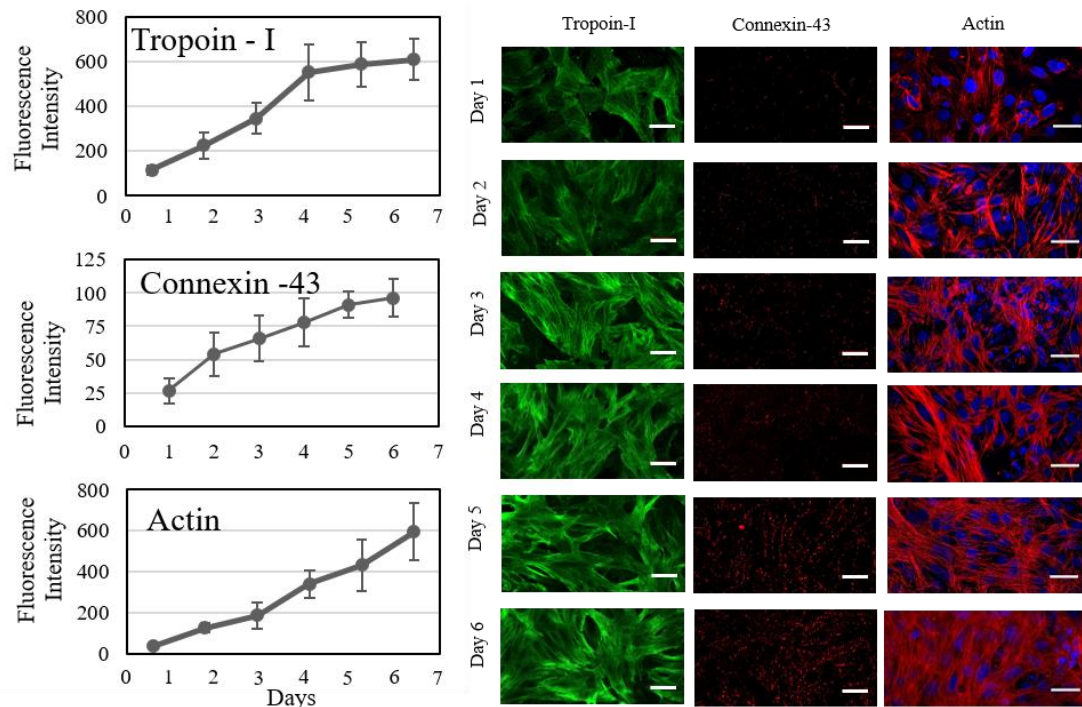 Tropoin - I
Fluorescence
Intensity
800
600
400
200
0
0 1 2 3 4 5 6 7
Connexin -43
Fluorescence
Intensity
125
100
75
50
25
0
0 1 2 3 4 5 6 7
Actin
Fluorescence
Intensity
800
600
400
200
0
0 1 2 3 4 5 6 7
Days
Tropoin-I Connexin-43 Actin
Day 1
Day 2
Day 3
Day 4
Day 5
Day 6